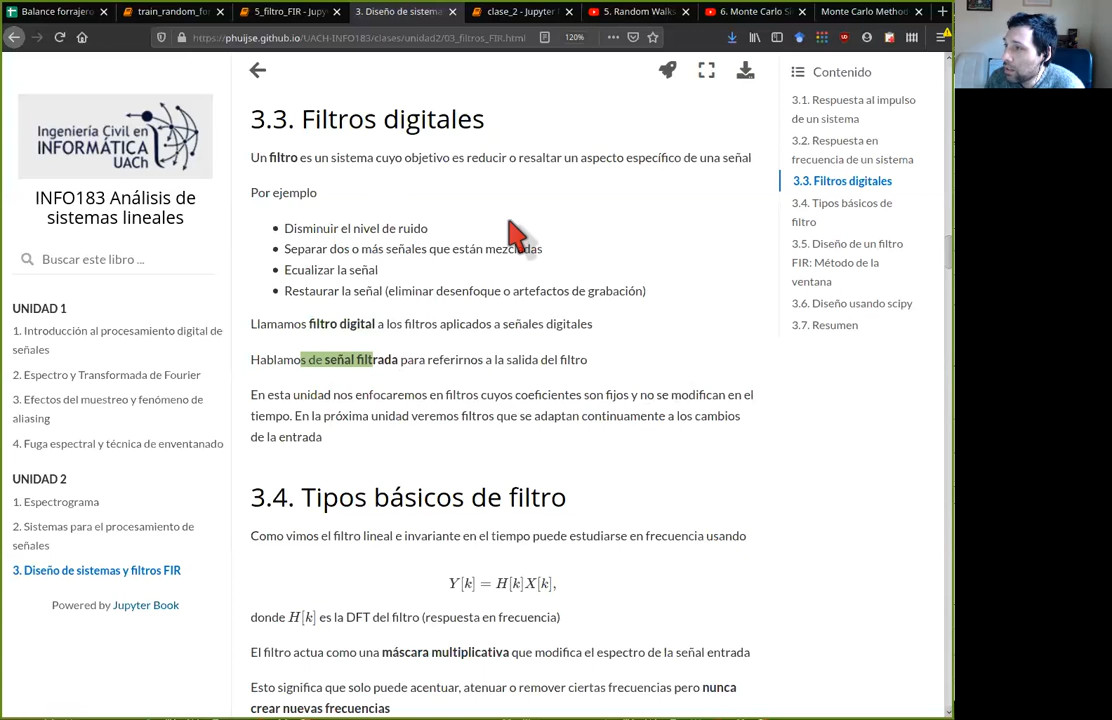 Balance forrajero
train_random_for
5_filtro_FIR - Jupyt
3. Diseño de sistema
clase_2 - Jupyter
5. Random Walks
6. Monte Carlo Si
Monte Carlo Method
https://phuijse.github.io/UACH-INFO183/clases/unidad2/03_filtros_FIR.html
120%
Ingeniería Civil en
INFORMÁTICA
UACh
INFO183 Análisis de
sistemas lineales
Buscar este libro ...
UNIDAD 1
1. Introducción al procesamiento digital de
señales
2. Espectro y Transformada de Fourier
3. Efectos del muestreo y fenómeno de
aliasing
4. Fuga espectral y técnica de enventanado
UNIDAD 2
1. Espectrograma
2. Sistemas para el procesamiento de
señales
3. Diseño de sistemas y filtros FIR
Powered by Jupyter Book
3.3. Filtros digitales
Un filtro es un sistema cuyo objetivo es reducir o resaltar un aspecto específico de una señal
Por ejemplo
Disminuir el nivel de ruido
Separar dos o más señales que están mezcladas
Ecualizar la señal
Restaurar la señal (eliminar desenfoque o artefactos de grabación)
Llamamos filtro digital a los filtros aplicados a señales digitales
Hablamos de señal filtrada para referirnos a la salida del filtro
En esta unidad nos enfocaremos en filtros cuyos coeficientes son fijos y no se modifican en el
tiempo. En la próxima unidad veremos filtros que se adaptan continuamente a los cambios
de la entrada
3.4. Tipos básicos de filtro
Como vimos el filtro lineal e invariante en el tiempo puede estudiarse en frecuencia usando
Y[k] = H[k]X[k],
donde H[k] es la DFT del filtro (respuesta en frecuencia)
El filtro actua como una máscara multiplicativa que modifica el espectro de la señal entrada
Esto significa que solo puede acentuar, atenuar o remover ciertas frecuencias pero nunca
crear nuevas frecuencias
Contenido
3.1. Respuesta al impulso
de un sistema
3.2. Respuesta en
frecuencia de un sistema
3.3. Filtros digitales
3.4. Tipos básicos de
filtro
3.5. Diseño de un filtro
FIR: Método de la
ventana
3.6. Diseño usando scipy
3.7. Resumen